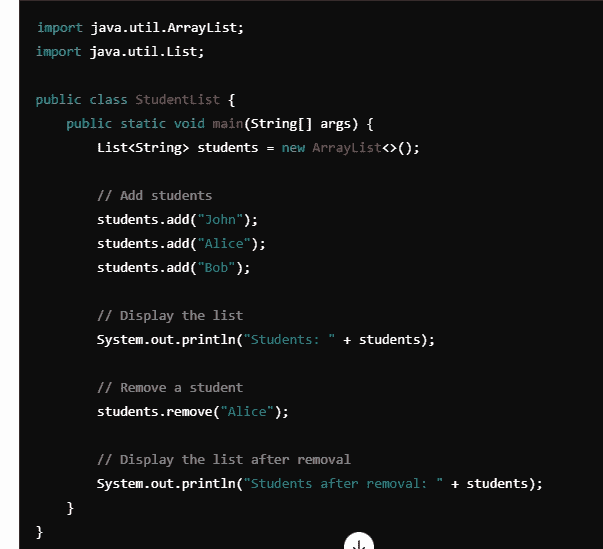 import java.util.ArrayList;
import java.util.List;
public class StudentList {
public static void main(String[] args) {
List<String> students = new ArrayList<>();
// Add students
students.add("John");
students.add("Alice");
students.add("Bob");
// Display the list
System.out.println("Students: " + students);
// Remove a student
students.remove("Alice");
// Display the list after removal
System.out.println("Students after removal: " + students);
}
}